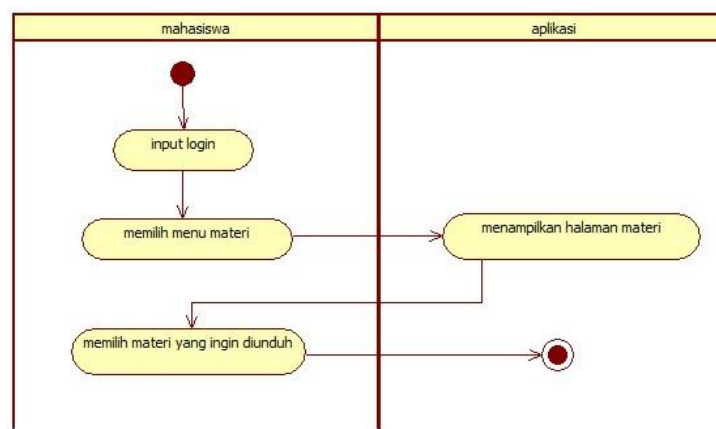 mahasiswa
aplikasi
input login
memilih menu materi
menampilkan halaman materi
memilih materi yang ingin diunduh